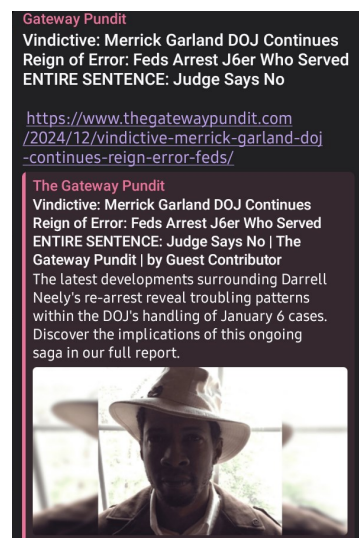 Gateway Pundit
Vindictive: Merrick Garland DOJ Continues
Reign of Error: Feds Arrest J6er Who Served
ENTIRE SENTENCE: Judge Says No
https://www.thegatewaypundit.com
/2024/12/vindictive-merrick-garland-doj
-continues-reign-error-feds/
The Gateway Pundit
Vindictive: Merrick Garland DOJ Continues
Reign of Error: Feds Arrest J6er Who Served
ENTIRE SENTENCE: Judge Says No | The
Gateway Pundit | by Guest Contributor
The latest developments surrounding Darrell
Neely's re-arrest reveal troubling patterns
within the DOJ's handling of January 6 cases.
Discover the implications of this ongoing
saga in our full report.